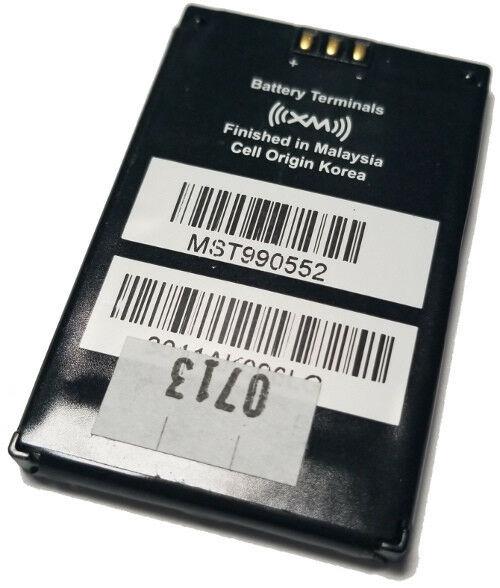 + -
Battery Terminals
((XM))
Finished in Malaysia
Cell Origin Korea
MST990552
0713